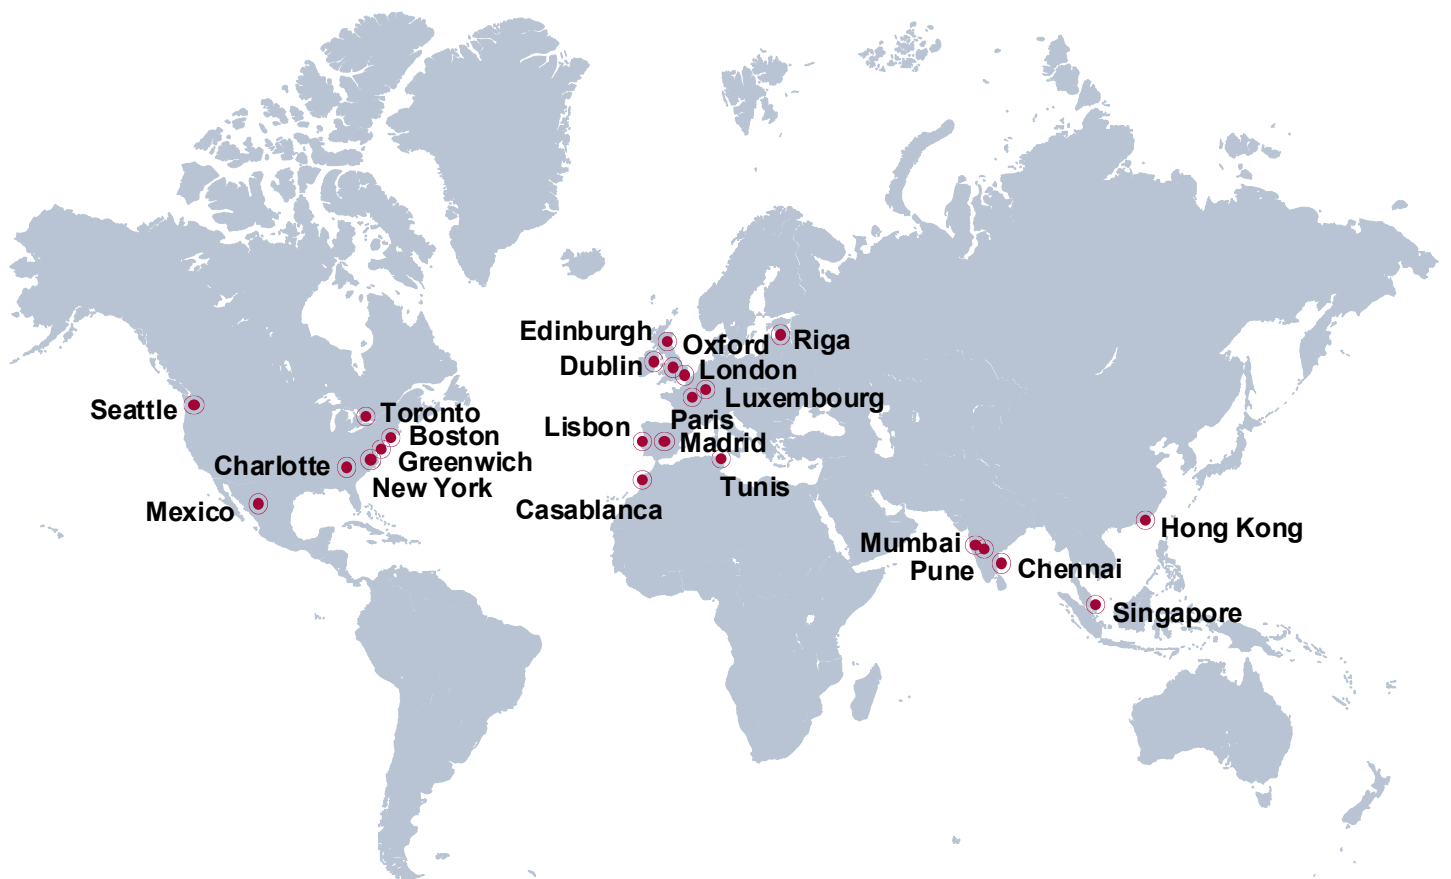 Edinburgh
Oxford
Riga
Dublin
London
Luxembourg
Seattle
Toronto
Paris
Lisbon
Boston
Madrid
Greenwich
Charlotte
New York
Tunis
Mexico
Casablanca
Hong Kong
Mumbai
Pune
Chennai
Singapore